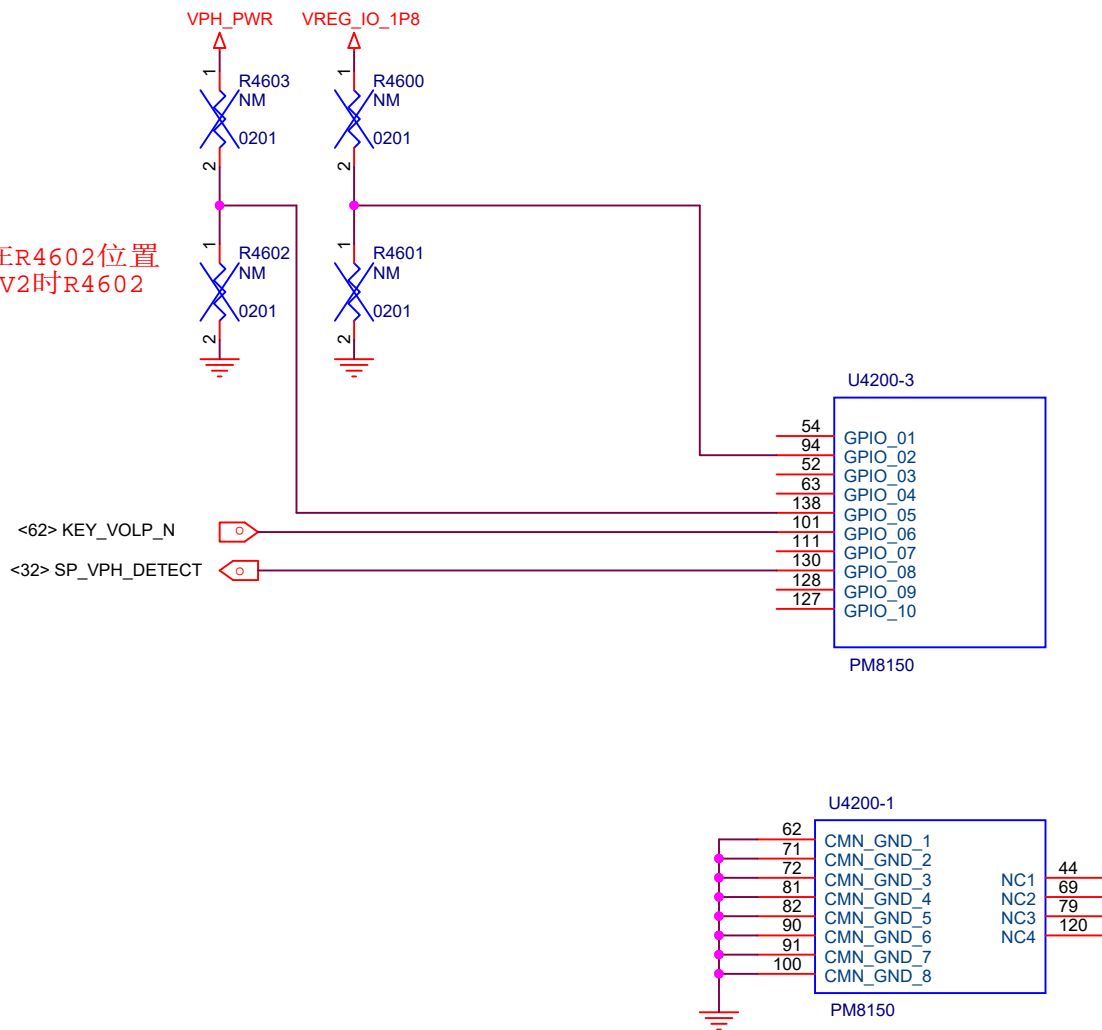 VPH_PWR VREG_IO_1P8
1 1
R4603 R4600
NM NM
0201 0201
2 2
1 1
R4602位置 R4602 R4601
V2时R4602 NM NM
0201 0201
2 2
U4200-3
54 GPIO_01
94 GPIO_02
52 GPIO_03
63 GPIO_04
138 GPIO_05
<62> KEY_VOLP_N 101 GPIO_06
111 GPIO_07
<32> SP_VPH_DETECT 130 GPIO_08
128 GPIO_09
127 GPIO_10
PM8150
U4200-1
62 CMN_GND_1
71 CMN_GND_2
72 CMN_GND_3 NC1 44
81 CMN_GND_4 NC2 69
82 CMN_GND_5 NC3 79
90 CMN_GND_6 NC4 120
91 CMN_GND_7
100 CMN_GND_8
PM8150